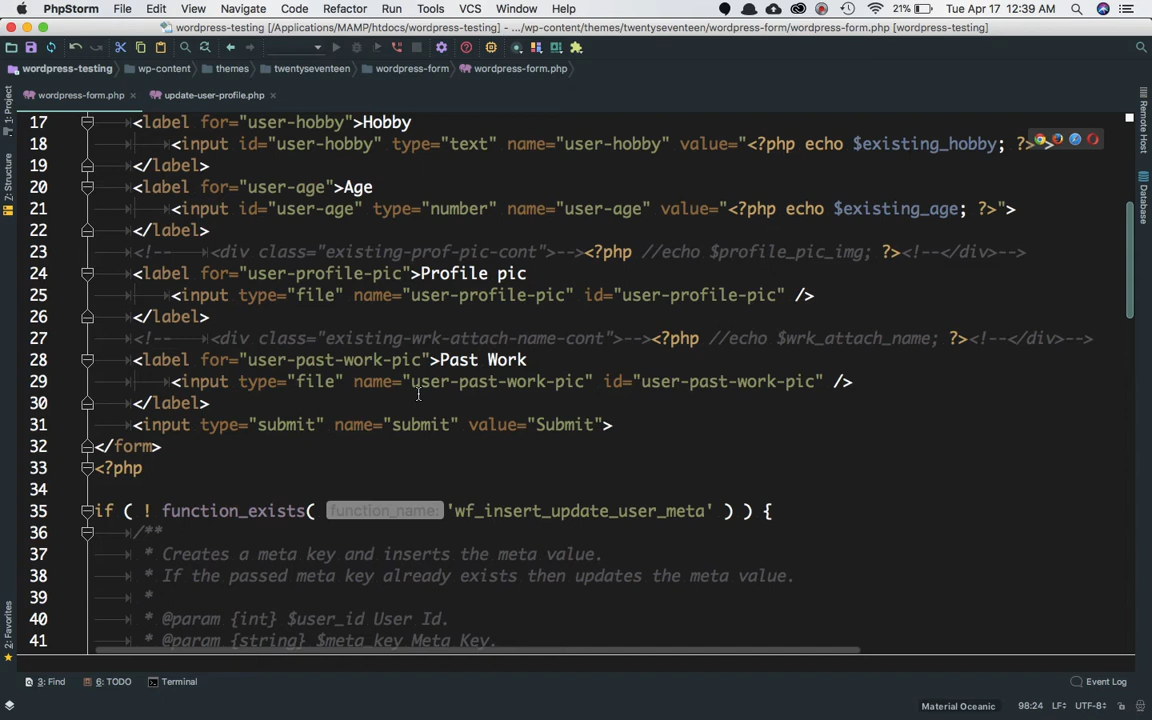 PhpStorm File Edit View Navigate Code Refactor Run Tools VCS Window Help 21% Tue Apr 17 12:39 AM
wordpress-testing [/Applications/MAMP/htdocs/wordpress-testing] - .../wp-content/themes/twentyseventeen/wordpress-form/wordpress-form.php [wordpress-testing]
wordpress-testing wp-content themes twentyseventeen wordpress-form wordpress-form.php
wordpress-form.php × update-user-profile.php ×
1: Project
Z: Structure
2: Favorites
Remote Host
Database
17 <label for="user-hobby">Hobby
18 <input id="user-hobby" type="text" name="user-hobby" value="<?php echo $existing_hobby; ?>
19 </label>
20 <label for="user-age">Age
21 <input id="user-age" type="number" name="user-age" value="<?php echo $existing_age; ?>">
22 </label>
23 <!-- <div class="existing-prof-pic-cont">--><?php //echo $profile_pic_img; ?><!--</div>-->
24 <label for="user-profile-pic">Profile pic
25 <input type="file" name="user-profile-pic" id="user-profile-pic" />
26 </label>
27 <!-- <div class="existing-wrk-attach-name-cont">--><?php //echo $wrk_attach_name; ?><!--</div>-->
28 <label for="user-past-work-pic">Past Work
29 <input type="file" name="user-past-work-pic" id="user-past-work-pic" />
30 </label>
31 <input type="submit" name="submit" value="Submit">
32 </form>
33 <?php
34
35 if ( ! function_exists( function_name: 'wf_insert_update_user_meta' ) ) {
36 /**
37 * Creates a meta key and inserts the meta value.
38 * If the passed meta key already exists then updates the meta value.
39 *
40 * @param {int} $user_id User Id.
41 * @param {string} $meta_key Meta Key.
3: Find 6: TODO Terminal Event Log
Material Oceanic 98:24 LF UTF-8